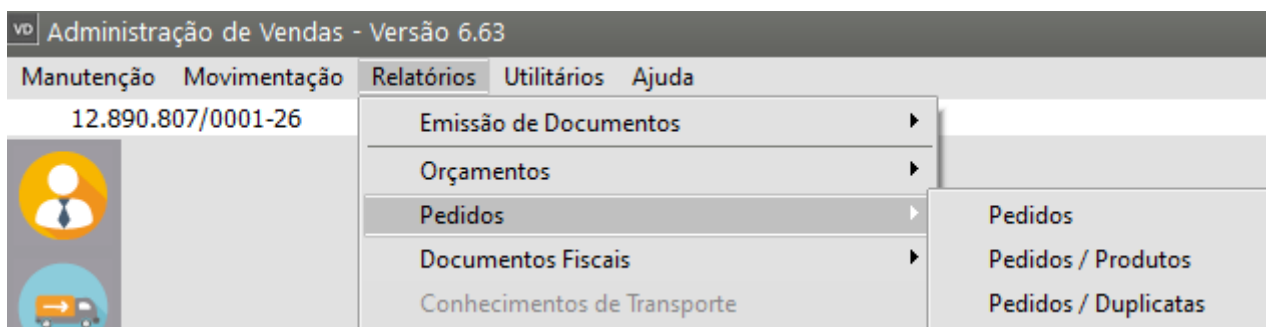 VD Administração de Vendas - Versão 6.63
Manutenção Movimentação Relatórios Utilitários Ajuda
12.890.807/0001-26
Emissão de Documentos
Orçamentos
Pedidos
Documentos Fiscais
Conhecimentos de Transporte
Pedidos
Pedidos / Produtos
Pedidos / Duplicatas